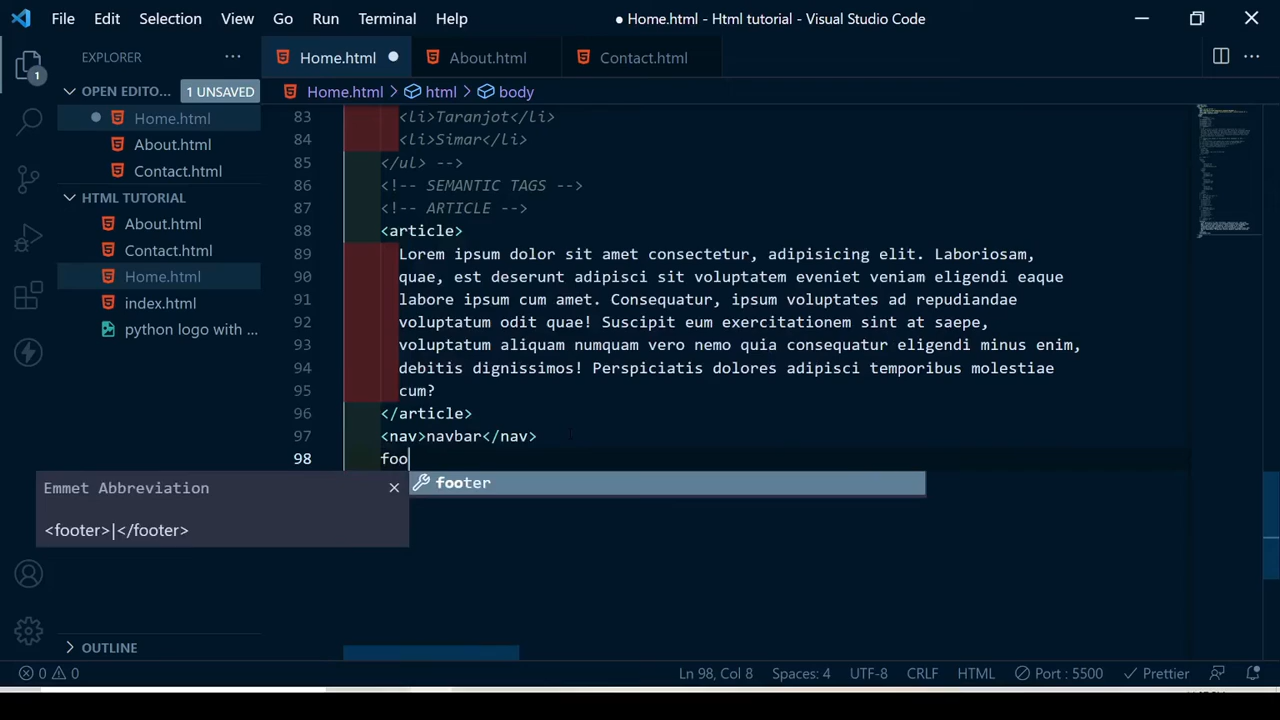 File Edit Selection View Go Run Terminal Help ● Home.html - Html tutorial - Visual Studio Code
EXPLORER ··· Home.html ● About.html Contact.html ···
1
OPEN EDITO... 1 UNSAVED
Home.html > html > body
● Home.html
About.html
Contact.html
HTML TUTORIAL
About.html
Contact.html
Home.html
index.html
python logo with ...
OUTLINE
83 <li>Taranjot</li>
84 <li>Simar</li>
85 </ul> -->
86 <!-- SEMANTIC TAGS -->
87 <!-- ARTICLE -->
88 <article>
89 Lorem ipsum dolor sit amet consectetur, adipisicing elit. Laboriosam,
90 quae, est deserunt adipisci sit voluptatem eveniet veniam eligendi eaque
91 labore ipsum cum amet. Consequatur, ipsum voluptates ad repudiandae
92 voluptatum odit quae! Suscipit eum exercitationem sint at saepe,
93 voluptatum aliquam numquam vero nemo quia consequatur eligendi minus enim,
94 debitis dignissimos! Perspiciatis dolores adipisci temporibus molestiae
95 cum?
96 </article>
97 <nav>navbar</nav>
98 foo
footer
Emmet Abbreviation ×
<footer>|</footer>
0 0 Ln 98, Col 8 Spaces: 4 UTF-8 CRLF HTML Port : 5500 Prettier